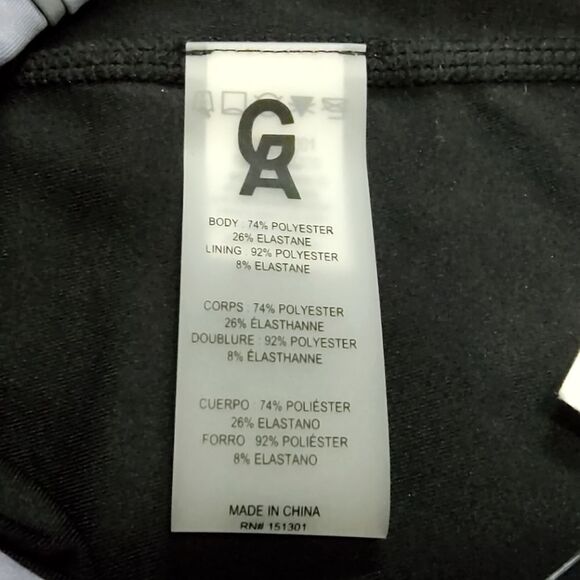 GA
BODY : 74% POLYESTER
26% ELASTANE
LINING : 92% POLYESTER
8% ELASTANE
CORPS : 74% POLYESTER
26% ÉLASTHANNE
DOUBLURE : 92% POLYESTER
8% ÉLASTHANNE
CUERPO : 74% POLIÉSTER
26% ELASTANO
FORRO : 92% POLIÉSTER
8% ELASTANO
MADE IN CHINA
RN# 151301